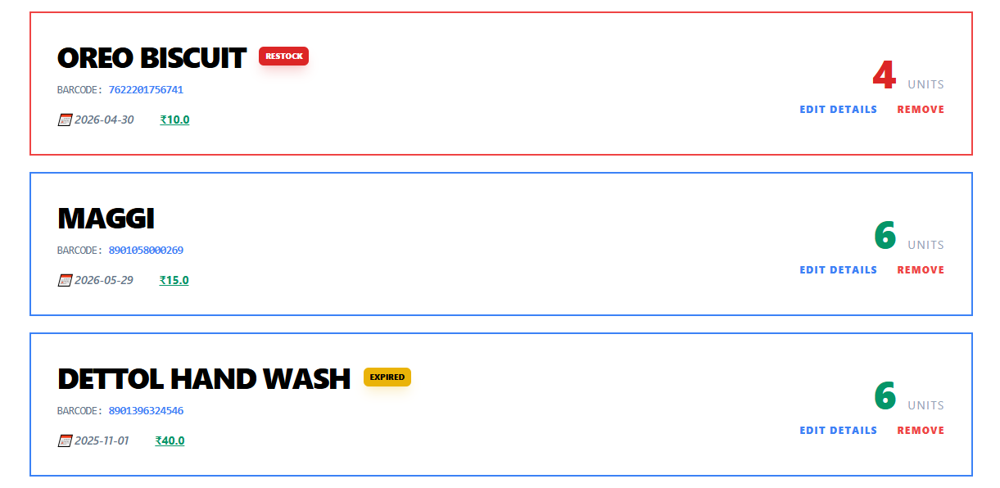 OREO BISCUIT RESTOCK
BARCODE: 7622201756741
2026-04-30 ₹10.0
4 UNITS
EDIT DETAILS REMOVE
MAGGI
BARCODE: 8901058000269
2026-05-29 ₹15.0
6 UNITS
EDIT DETAILS REMOVE
DETTOL HAND WASH EXPIRED
BARCODE: 8901396324546
2025-11-01 ₹40.0
6 UNITS
EDIT DETAILS REMOVE